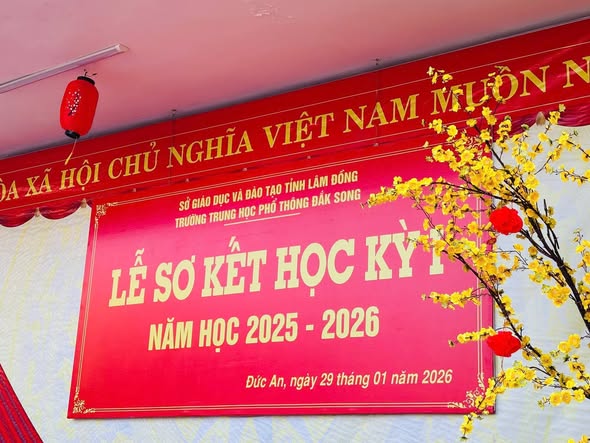 ÒA XÃ HỘI CHỦ NGHĨA VIỆT NAM MUÔN N
SỞ GIÁO DỤC VÀ ĐÀO TẠO TỈNH LÂM ĐỒNG
TRƯỜNG TRUNG HỌC PHỔ THÔNG ĐẮK SONG
LỄ SƠ KẾT HỌC KỲ I
NĂM HỌC 2025 - 2026
Đức An, ngày 29 tháng 01 năm 2026